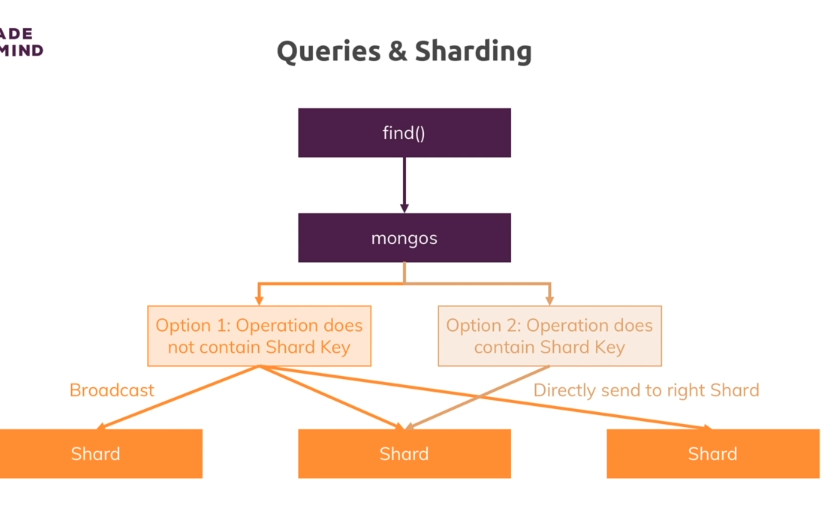 ADE
MIND
Queries & Sharding
find()
mongos
Option 1: Operation does
not contain Shard Key
Option 2: Operation does
contain Shard Key
Broadcast
Directly send to right Shard
Shard
Shard
Shard